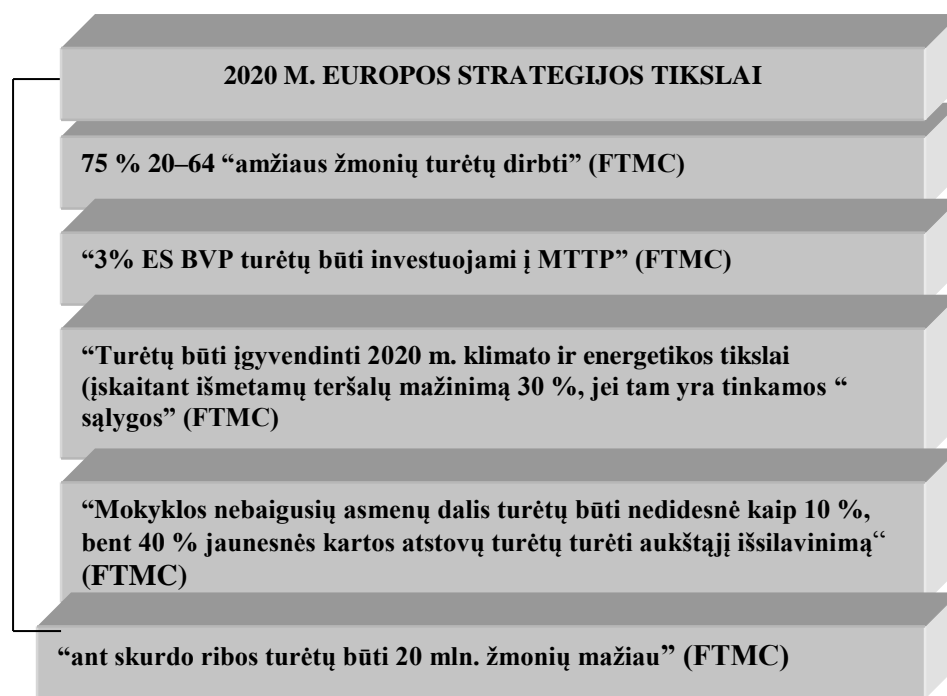 2020 M. EUROPOS STRATEGIJOS TIKSLAI
75 % 20–64 “amžiaus žmonių turėtų dirbti” (FTMC)
“3% ES BVP turėtų būti investuojami į MTTP” (FTMC)
“Turėtų būti įgyvendinti 2020 m. klimato ir energetikos tikslai
(įskaitant išmetamų teršalų mažinimą 30 %, jei tam yra tinkamos “
sąlygos” (FTMC)
“Mokyklos nebaigusių asmenų dalis turėtų būti nedidesnė kaip 10 %,
bent 40 % jaunesnės kartos atstovų turėtų turėti aukštąjį išsilavinimą“
(FTMC)
“ant skurdo ribos turėtų būti 20 mln. žmonių mažiau” (FTMC)